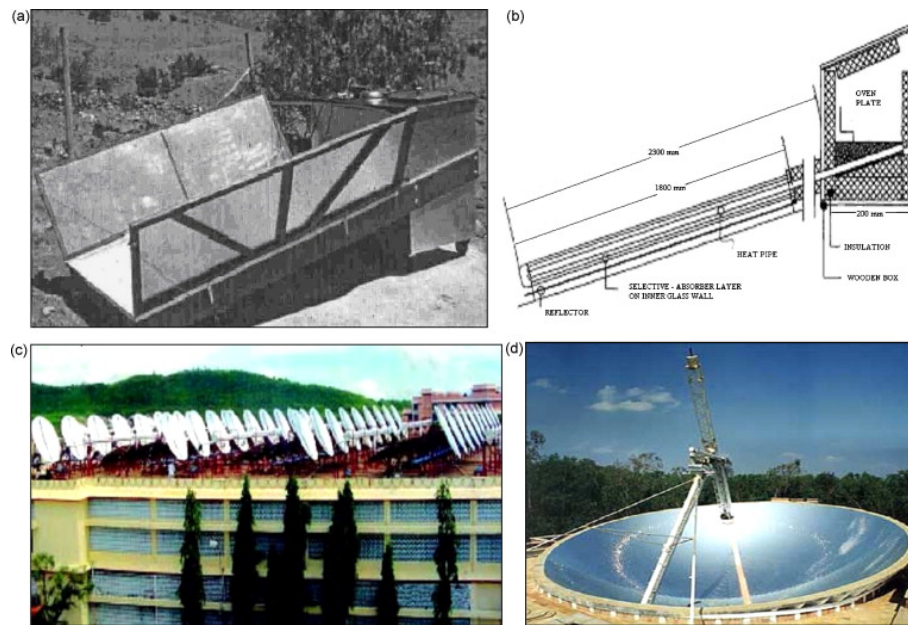 (a)
(b)
OVEN
PLATE
2300 mm
1800 mm
200 mm
HEAT PIPE
INSULATION
SELECTIVE - ABSORBER LAYER
ON INNER GLASS WALL
WOODEN BOX
REFLECTOR
(c)
(d)